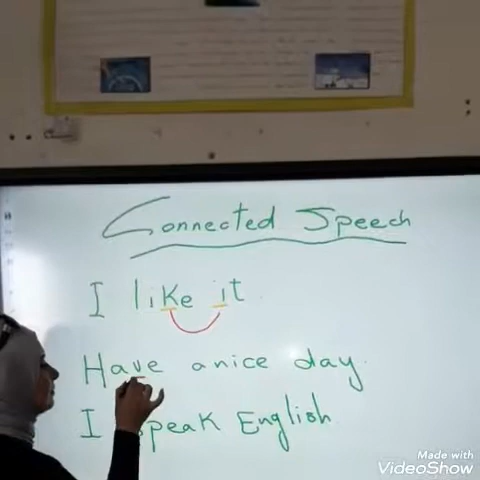 Connected Speech
I like it
Have a nice day.
I speak English.
Made with
VideoShow